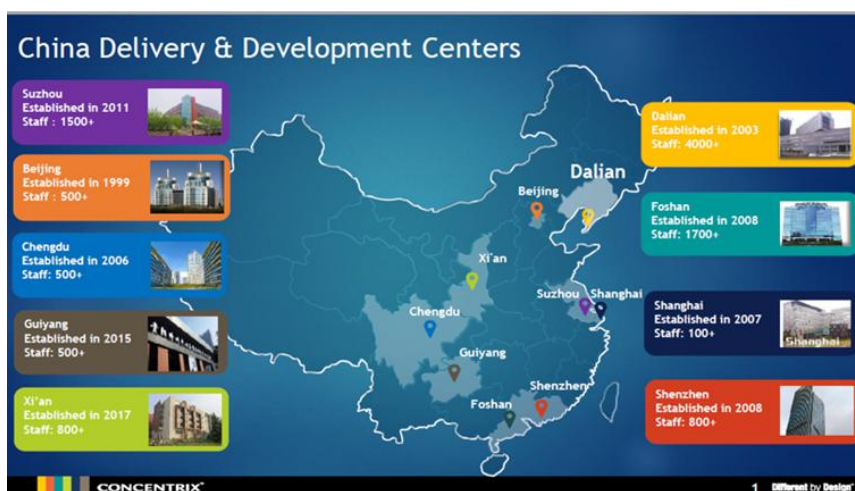 China Delivery & Development Centers
Suzhou
Established in 2011
Staff : 1500+
Beijing
Established in 1999
Staff : 500+
Chengdu
Established in 2006
Staff: 500+
Guiyang
Established in 2015
Staff: 500+
Xi'an
Established in 2017
Staff: 800+
Dalian
Beijing
Xi'an
Suzhou Shanghai
Chengdu
Guiyang
Shenzhen
Foshan
Dalian
Established in 2003
Staff: 4000+
Foshan
Established in 2008
Staff: 1700+
Shanghai
Established in 2007
Staff: 100+
Shanghai
Shenzhen
Established in 2008
Staff: 800+
CONCENTRIX
1 Different by Design